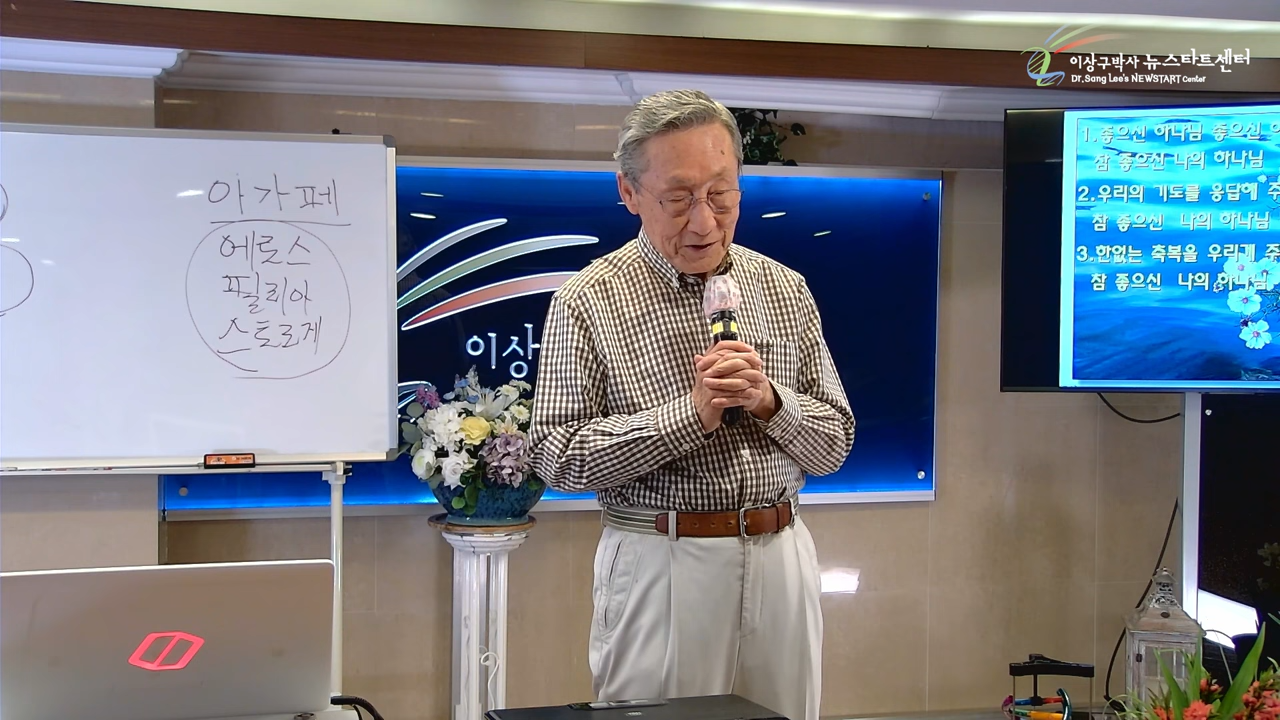 이상구박사 뉴스타트센터
Dr. Sang Lee's NEWSTART Center
아가페
에롯스
필리아
스토르게
이상
1.좋으신 하나님 좋으신
참 좋으신 나의 하나님
2.우리의 기도를 응답해 주
참 좋으신 나의 하나님
3.한없는 축복을 우리게 주
참 좋으신 나의 하나님